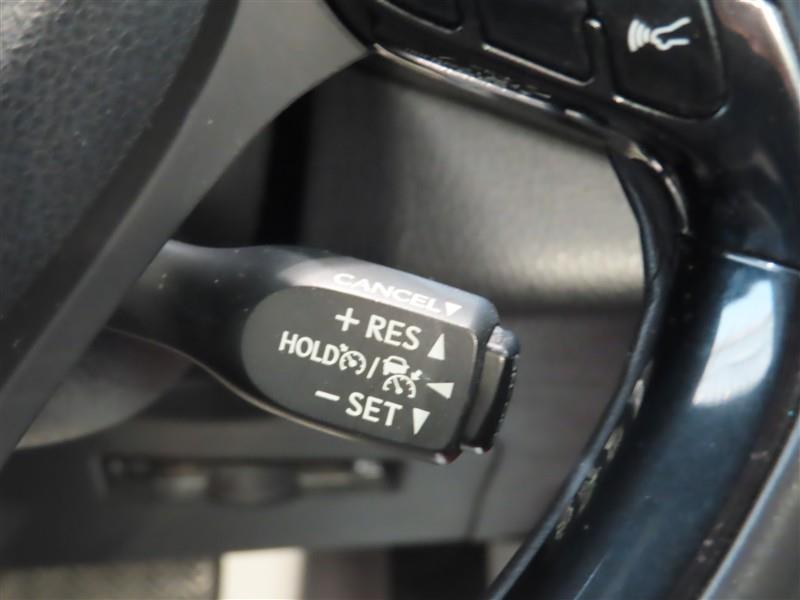 CANCEL▼
+ RES ▲
HOLD / ◄
− SET ▼